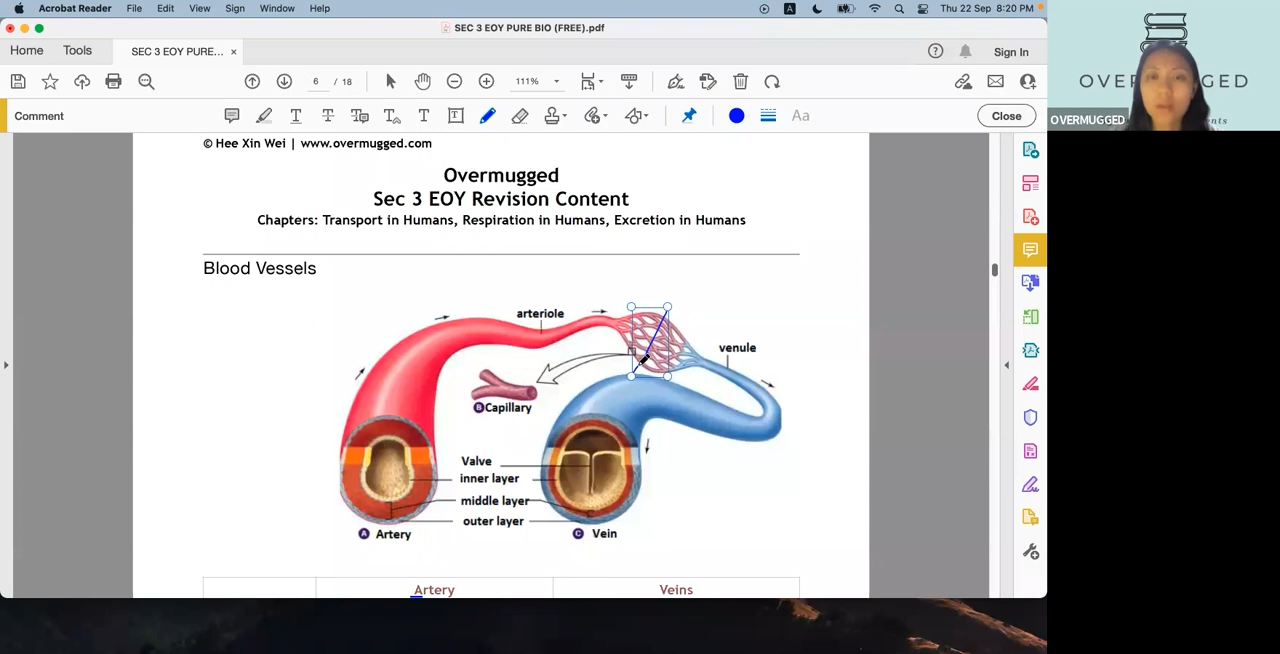 Acrobat Reader File Edit View Sign Window Help
A Thu 22 Sep 8:20 PM
SEC 3 EOY PURE BIO (FREE).pdf
Home Tools SEC 3 EOY PURE... × ? Sign In
6 / 18 111%
Comment T T T T T Aa Close
© Hee Xin Wei | www.overmugged.com
Overmugged
Sec 3 EOY Revision Content
Chapters: Transport in Humans, Respiration in Humans, Excretion in Humans
Blood Vessels
arteriole
venule
B Capillary
Valve
inner layer
middle layer
outer layer
A Artery
C Vein
Artery Veins
OVERMUGGED